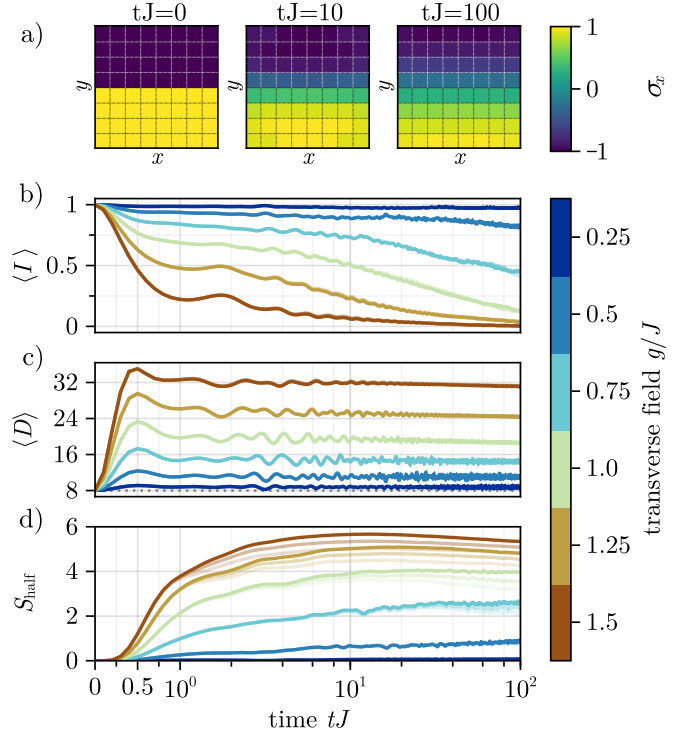 a)
tJ=0 tJ=10 tJ=100
y y y
x x x
1
0
−1
σx
b)
1
0.5
0
⟨I⟩
c)
32
24
16
8
⟨D⟩
d)
6
4
2
0
Shalf
0 0.5 10^0 10^1 10^2
time tJ
0.25
0.5
0.75
1.0
1.25
1.5
transverse field g/J